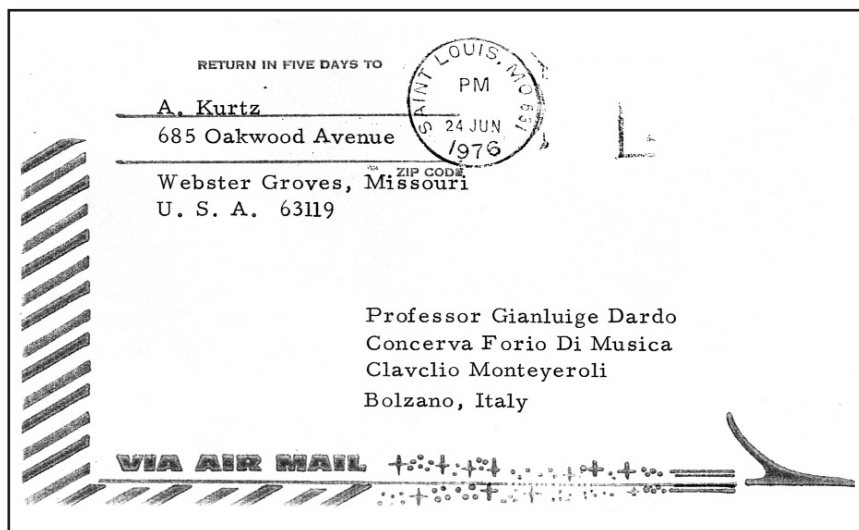 RETURN IN FIVE DAYS TO
A. Kurtz
685 Oakwood Avenue
ZIP CODE
Webster Groves, Missouri
U. S. A. 63119
SAINT LOUIS, MO 631
PM
24 JUN
1976
Professor Gianluige Dardo
Concerva Forio Di Musica
Clavclio Monteyeroli
Bolzano, Italy
VIA AIR MAIL